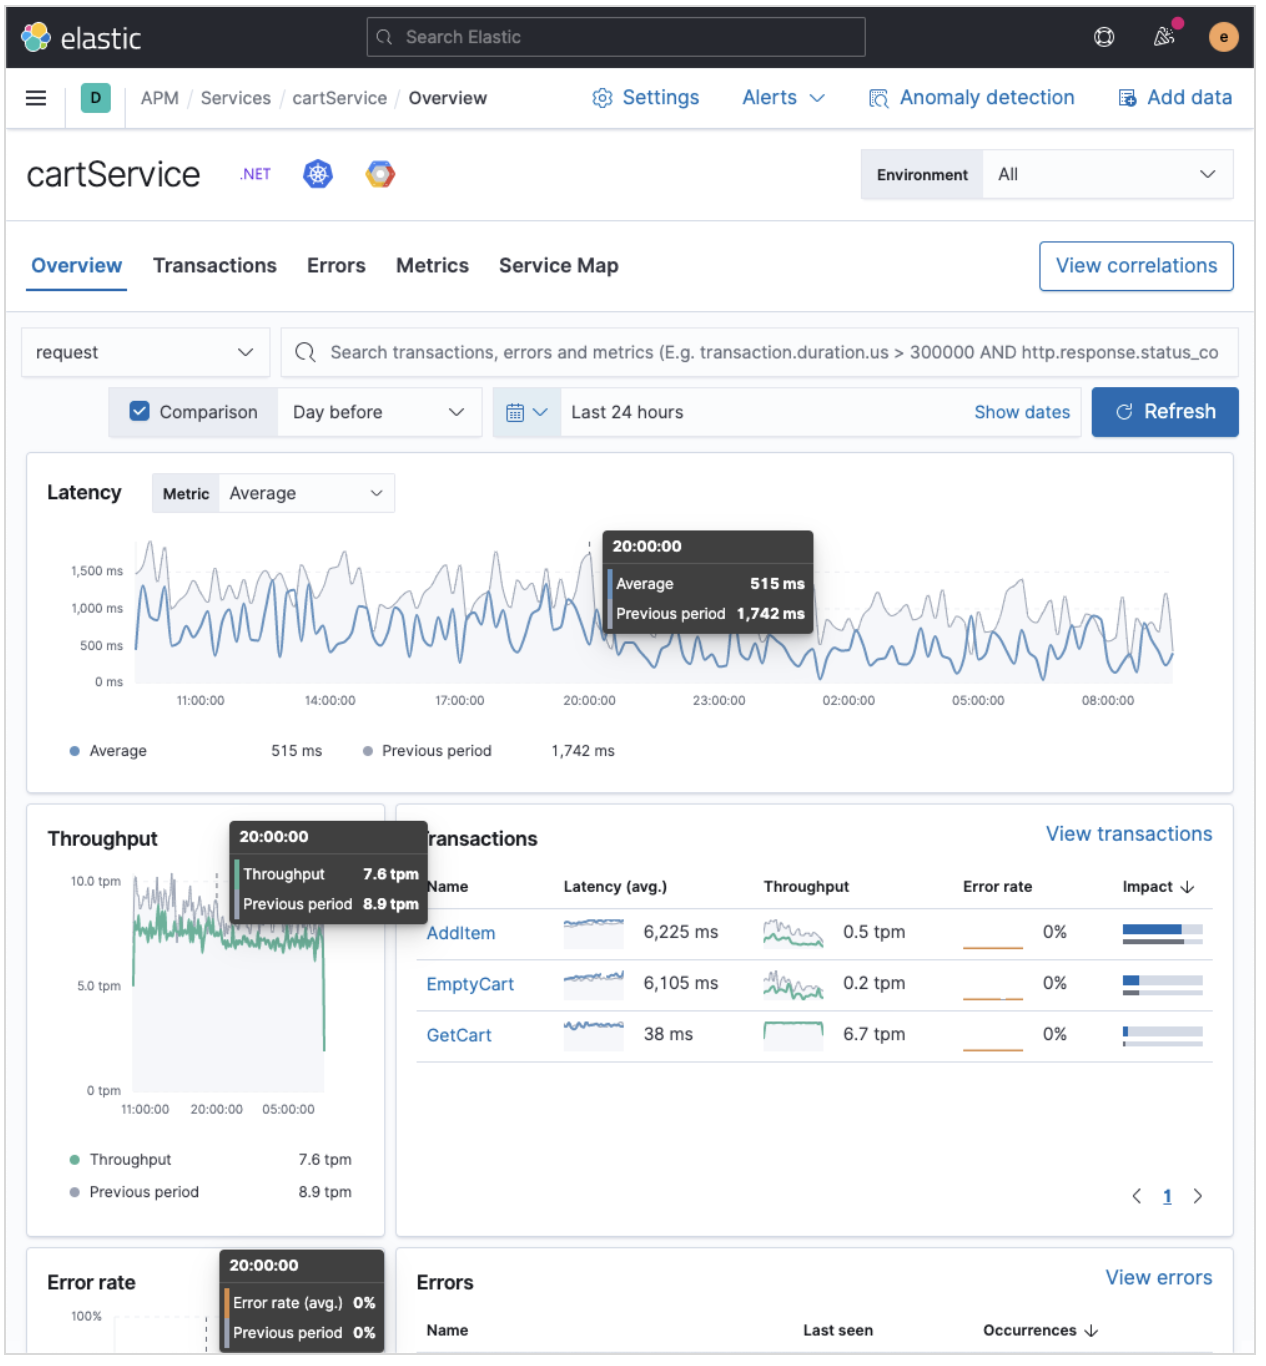 elastic
Search Elastic
e
D
APM / Services / cartService / Overview
Settings
Alerts
Anomaly detection
Add data
cartService
.NET
Environment
All
Overview
Transactions
Errors
Metrics
Service Map
View correlations
request
Search transactions, errors and metrics (E.g. transaction.duration.us > 300000 AND http.response.status_co
Comparison
Day before
Last 24 hours
Show dates
Refresh
Latency
Metric
Average
1,500 ms
1,000 ms
500 ms
0 ms
20:00:00
Average 515 ms
Previous period 1,742 ms
11:00:00 14:00:00 17:00:00 20:00:00 23:00:00 02:00:00 05:00:00 08:00:00
Average 515 ms Previous period 1,742 ms
Throughput
20:00:00
Throughput 7.6 tpm
Previous period 8.9 tpm
10.0 tpm
5.0 tpm
0 tpm
11:00:00 20:00:00 05:00:00
Throughput 7.6 tpm
Previous period 8.9 tpm
ransactions
View transactions
Name Latency (avg.) Throughput Error rate Impact
AddItem 6,225 ms 0.5 tpm 0%
EmptyCart 6,105 ms 0.2 tpm 0%
GetCart 38 ms 6.7 tpm 0%
1
Error rate
20:00:00
Error rate (avg.) 0%
Previous period 0%
100%
Errors
View errors
Name Last seen Occurrences